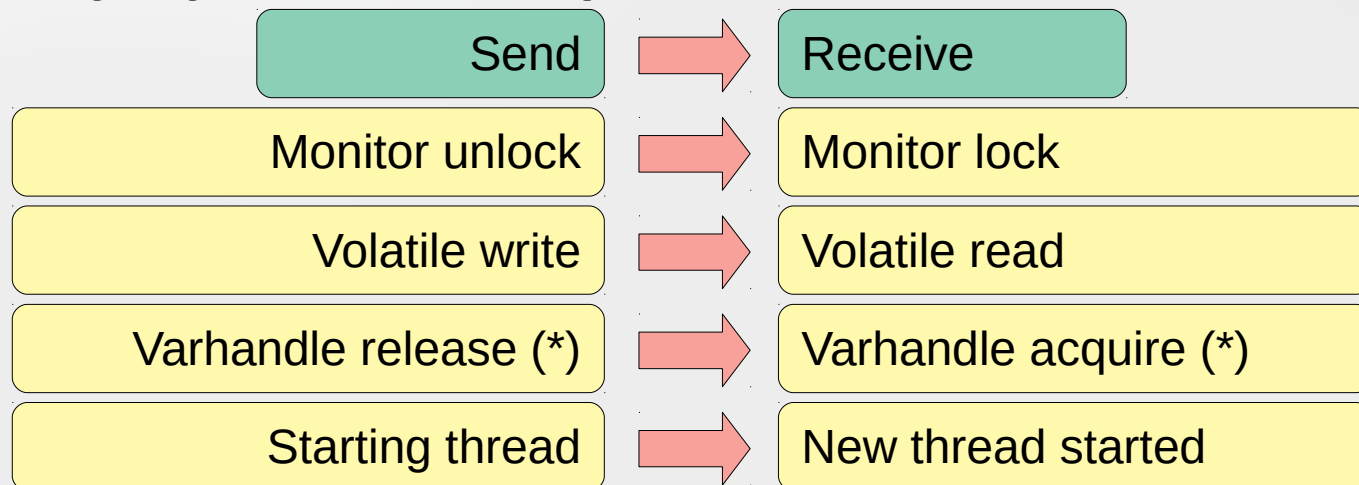 Send Receive
Monitor unlock Monitor lock
Volatile write Volatile read
Varhandle release (*) Varhandle acquire (*)
Starting thread New thread started